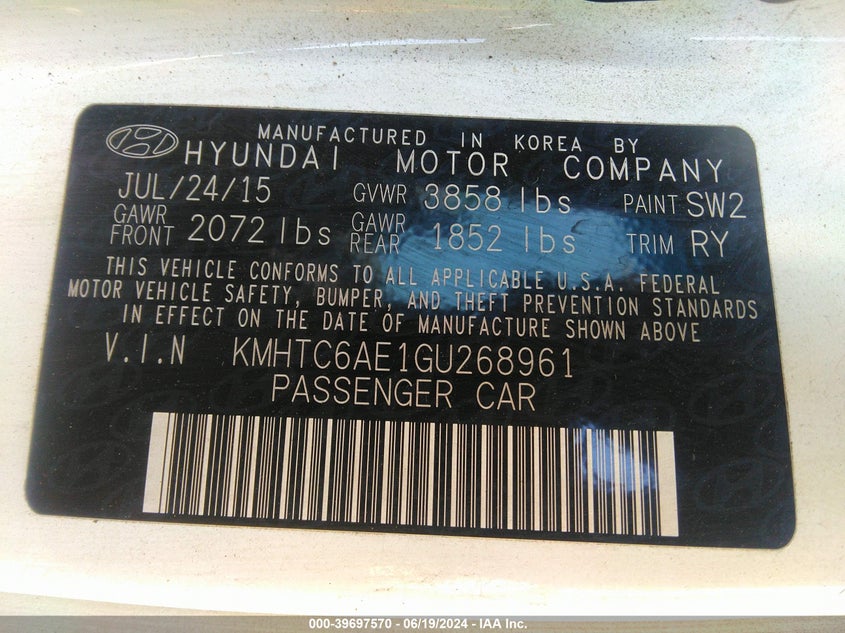 MANUFACTURED IN KOREA BY
HYUNDAI MOTOR COMPANY
JUL/24/15 GVWR 3858 lbs PAINT SW2
GAWR FRONT 2072 lbs GAWR REAR 1852 lbs TRIM RY
THIS VEHICLE CONFORMS TO ALL APPLICABLE U.S.A. FEDERAL
MOTOR VEHICLE SAFETY, BUMPER, AND THEFT PREVENTION STANDARDS
IN EFFECT ON THE DATE OF MANUFACTURE SHOWN ABOVE
V.I.N KMHTC6AE1GU268961
PASSENGER CAR
000-39697570 - 06/19/2024 - IAA Inc.